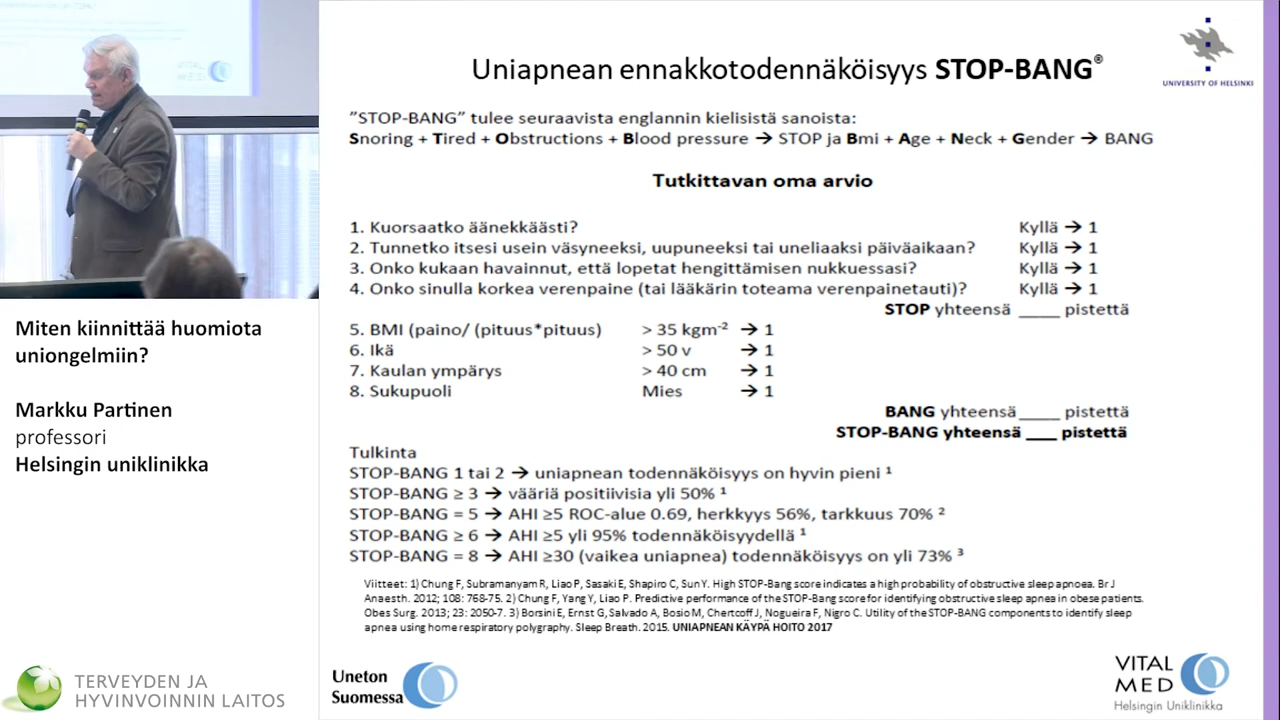 VITAL
MED
Miten kiinnittää huomiota
uniongelmiin?
Markku Partinen
professori
Helsingin uniklinikka
TERVEYDEN JA
HYVINVOINNIN LAITOS
Uniapnean ennakkotodennäköisyys STOP-BANG®
UNIVERSITY OF HELSINKI
”STOP-BANG” tulee seuraavista englannin kielisistä sanoista:
Snoring + Tired + Obstructions + Blood pressure → STOP ja Bmi + Age + Neck + Gender → BANG
Tutkittavan oma arvio
1. Kuorsaatko äänekkäästi? Kyllä → 1
2. Tunnetko itsesi usein väsyneeksi, uupuneeksi tai uneliaaksi päiväaikaan? Kyllä → 1
3. Onko kukaan havainnut, että lopetat hengittämisen nukkuessasi? Kyllä → 1
4. Onko sinulla korkea verenpaine (tai lääkärin toteama verenpainetauti)? Kyllä → 1
STOP yhteensä _____ pistettä
5. BMI (paino/ (pituus*pituus) > 35 kgm⁻² → 1
6. Ikä > 50 v → 1
7. Kaulan ympärys > 40 cm → 1
8. Sukupuoli Mies → 1
BANG yhteensä _____ pistettä
STOP-BANG yhteensä ___ pistettä
Tulkinta
STOP-BANG 1 tai 2 → uniapnean todennäköisyys on hyvin pieni ¹
STOP-BANG ≥ 3 → vääriä positiivisia yli 50% ¹
STOP-BANG = 5 → AHI ≥5 ROC-alue 0.69, herkkyys 56%, tarkkuus 70% ²
STOP-BANG ≥ 6 → AHI ≥5 yli 95% todennäköisyydellä ¹
STOP-BANG = 8 → AHI ≥30 (vaikea uniapnea) todennäköisyys on yli 73% ³
Viitteet: 1) Chung F, Subramanyam R, Liao P, Sasaki E, Shapiro C, Sun Y. High STOP-Bang score indicates a high probability of obstructive sleep apnoea. Br J
Anaesth. 2012; 108: 768-75. 2) Chung F, Yang Y, Liao P. Predictive performance of the STOP-Bang score for identifying obstructive sleep apnea in obese patients.
Obes Surg. 2013; 23: 2050-7. 3) Borsini E, Ernst G, Salvado A, Bosio M, Chertcoff J, Nogueira F, Nigro C. Utility of the STOP-BANG components to identify sleep
apnea using home respiratory polygraphy. Sleep Breath. 2015. UNIAPNEAN KÄYPÄ HOITO 2017
Uneton
Suomessa
VITAL
MED
Helsingin Uniklinikka